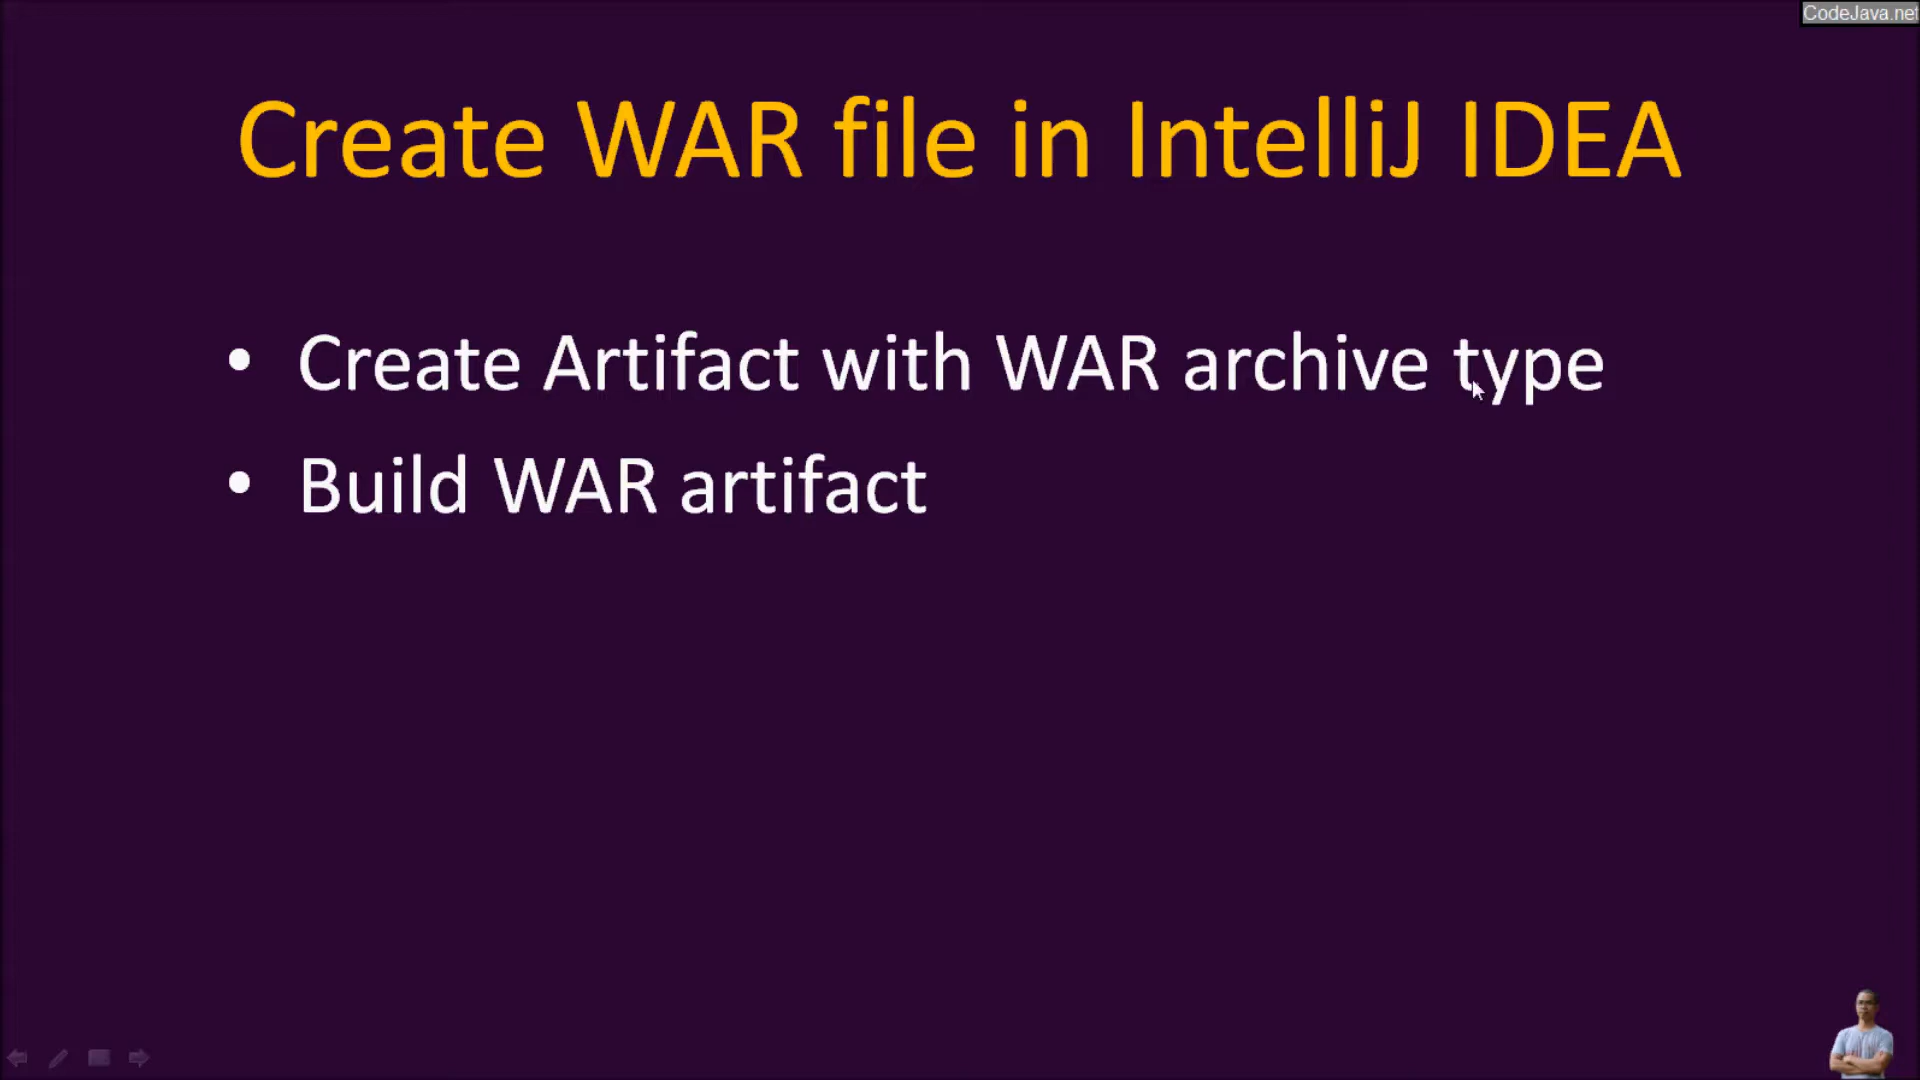 CodeJava.net
Create WAR file in IntelliJ IDEA
• Create Artifact with WAR archive type
• Build WAR artifact